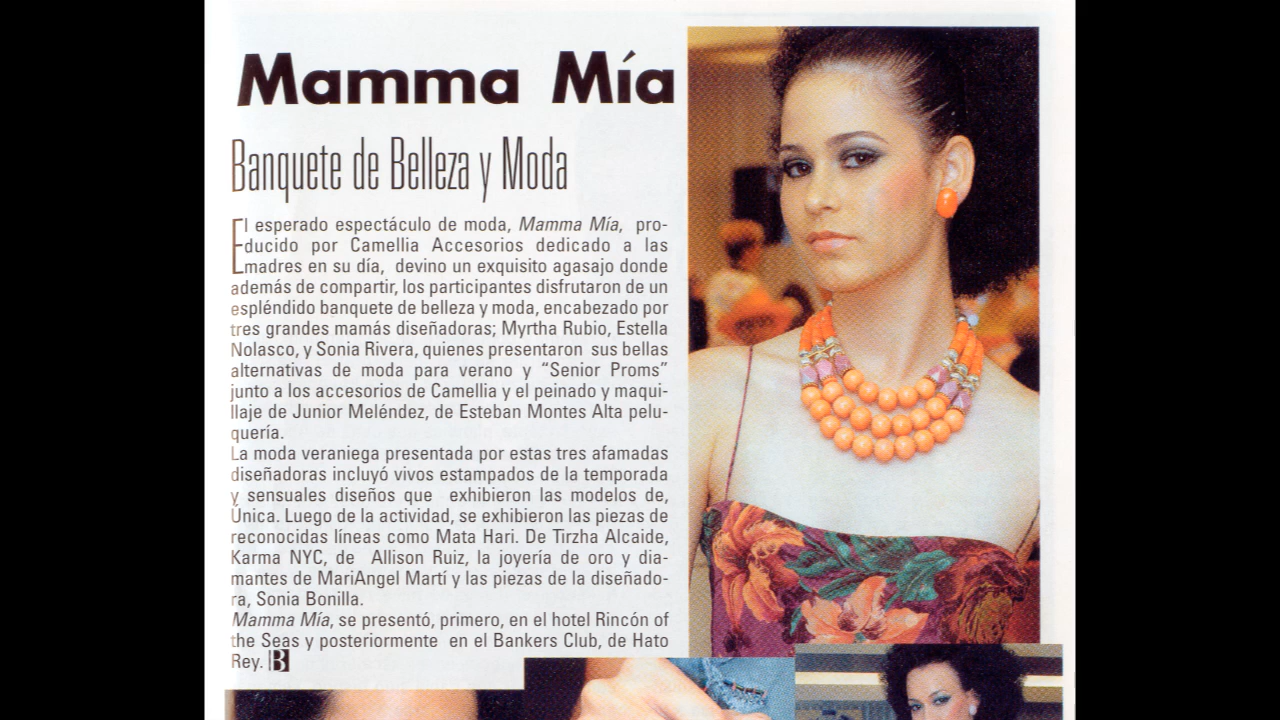 Mamma Mía
Banquete de Belleza y Moda
El esperado espectáculo de moda, Mamma Mía, pro-
ducido por Camellia Accesorios dedicado a las
madres en su día, devino un exquisito agasajo donde
además de compartir, los participantes disfrutaron de un
espléndido banquete de belleza y moda, encabezado por
tres grandes mamás diseñadoras; Myrtha Rubio, Estella
Nolasco, y Sonia Rivera, quienes presentaron sus bellas
alternativas de moda para verano y “Senior Proms”
junto a los accesorios de Camellia y el peinado y maqui-
llaje de Junior Meléndez, de Esteban Montes Alta pelu-
quería.
La moda veraniega presentada por estas tres afamadas
diseñadoras incluyó vivos estampados de la temporada
y sensuales diseños que exhibieron las modelos de,
Única. Luego de la actividad, se exhibieron las piezas de
reconocidas líneas como Mata Hari. De Tirzha Alcaide,
Karma NYC, de Allison Ruiz, la joyería de oro y dia-
mantes de MariAngel Martí y las piezas de la diseñado-
ra, Sonia Bonilla.
Mamma Mía, se presentó, primero, en el hotel Rincón of
the Seas y posteriormente en el Bankers Club, de Hato
Rey. B